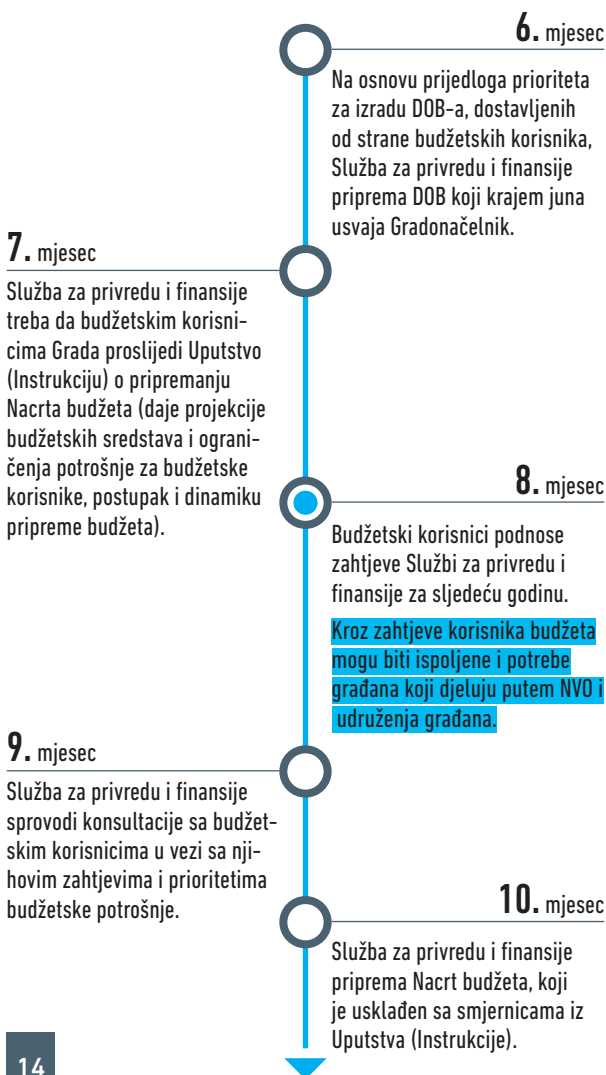 6. mjesec
Na osnovu prijedloga prioriteta
za izradu DOB-a, dostavljenih
od strane budžetskih korisnika,
Služba za privredu i finansije
priprema DOB koji krajem juna
usvaja Gradonačelnik.
7. mjesec
Služba za privredu i finansije
treba da budžetskim korisni-
cima Grada proslijedi Uputstvo
(Instrukciju) o pripremanju
Nacrta budžeta (daje projekcije
budžetskih sredstava i ograni-
čenja potrošnje za budžetske
korisnike, postupak i dinamiku
pripreme budžeta).
8. mjesec
Budžetski korisnici podnose
zahtjeve Službi za privredu i
finansije za sljedeću godinu.
Kroz zahtjeve korisnika budžeta
mogu biti ispoljene i potrebe
građana koji djeluju putem NVO i
udruženja građana.
9. mjesec
Služba za privredu i finansije
sprovodi konsultacije sa budžet-
skim korisnicima u vezi sa nji-
hovim zahtjevima i prioritetima
budžetske potrošnje.
10. mjesec
Služba za privredu i finansije
priprema Nacrt budžeta, koji
je usklađen sa smjernicama iz
Uputstva (Instrukcije).
14